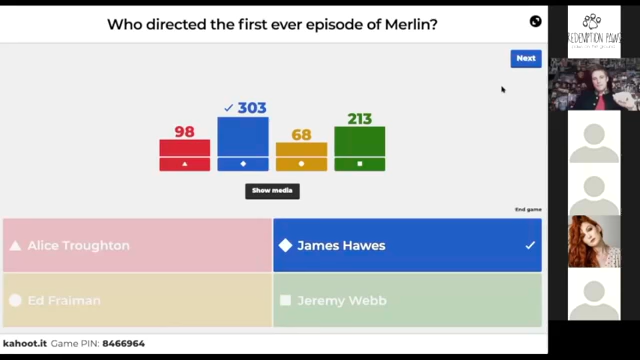 Who directed the first ever episode of Merlin?
REDEMPTION PAWS
Next
98
303
68
213
Show media
End game
Alice Troughton
James Hawes
Ed Fraiman
Jeremy Webb
kahoot.it Game PIN: 8466964